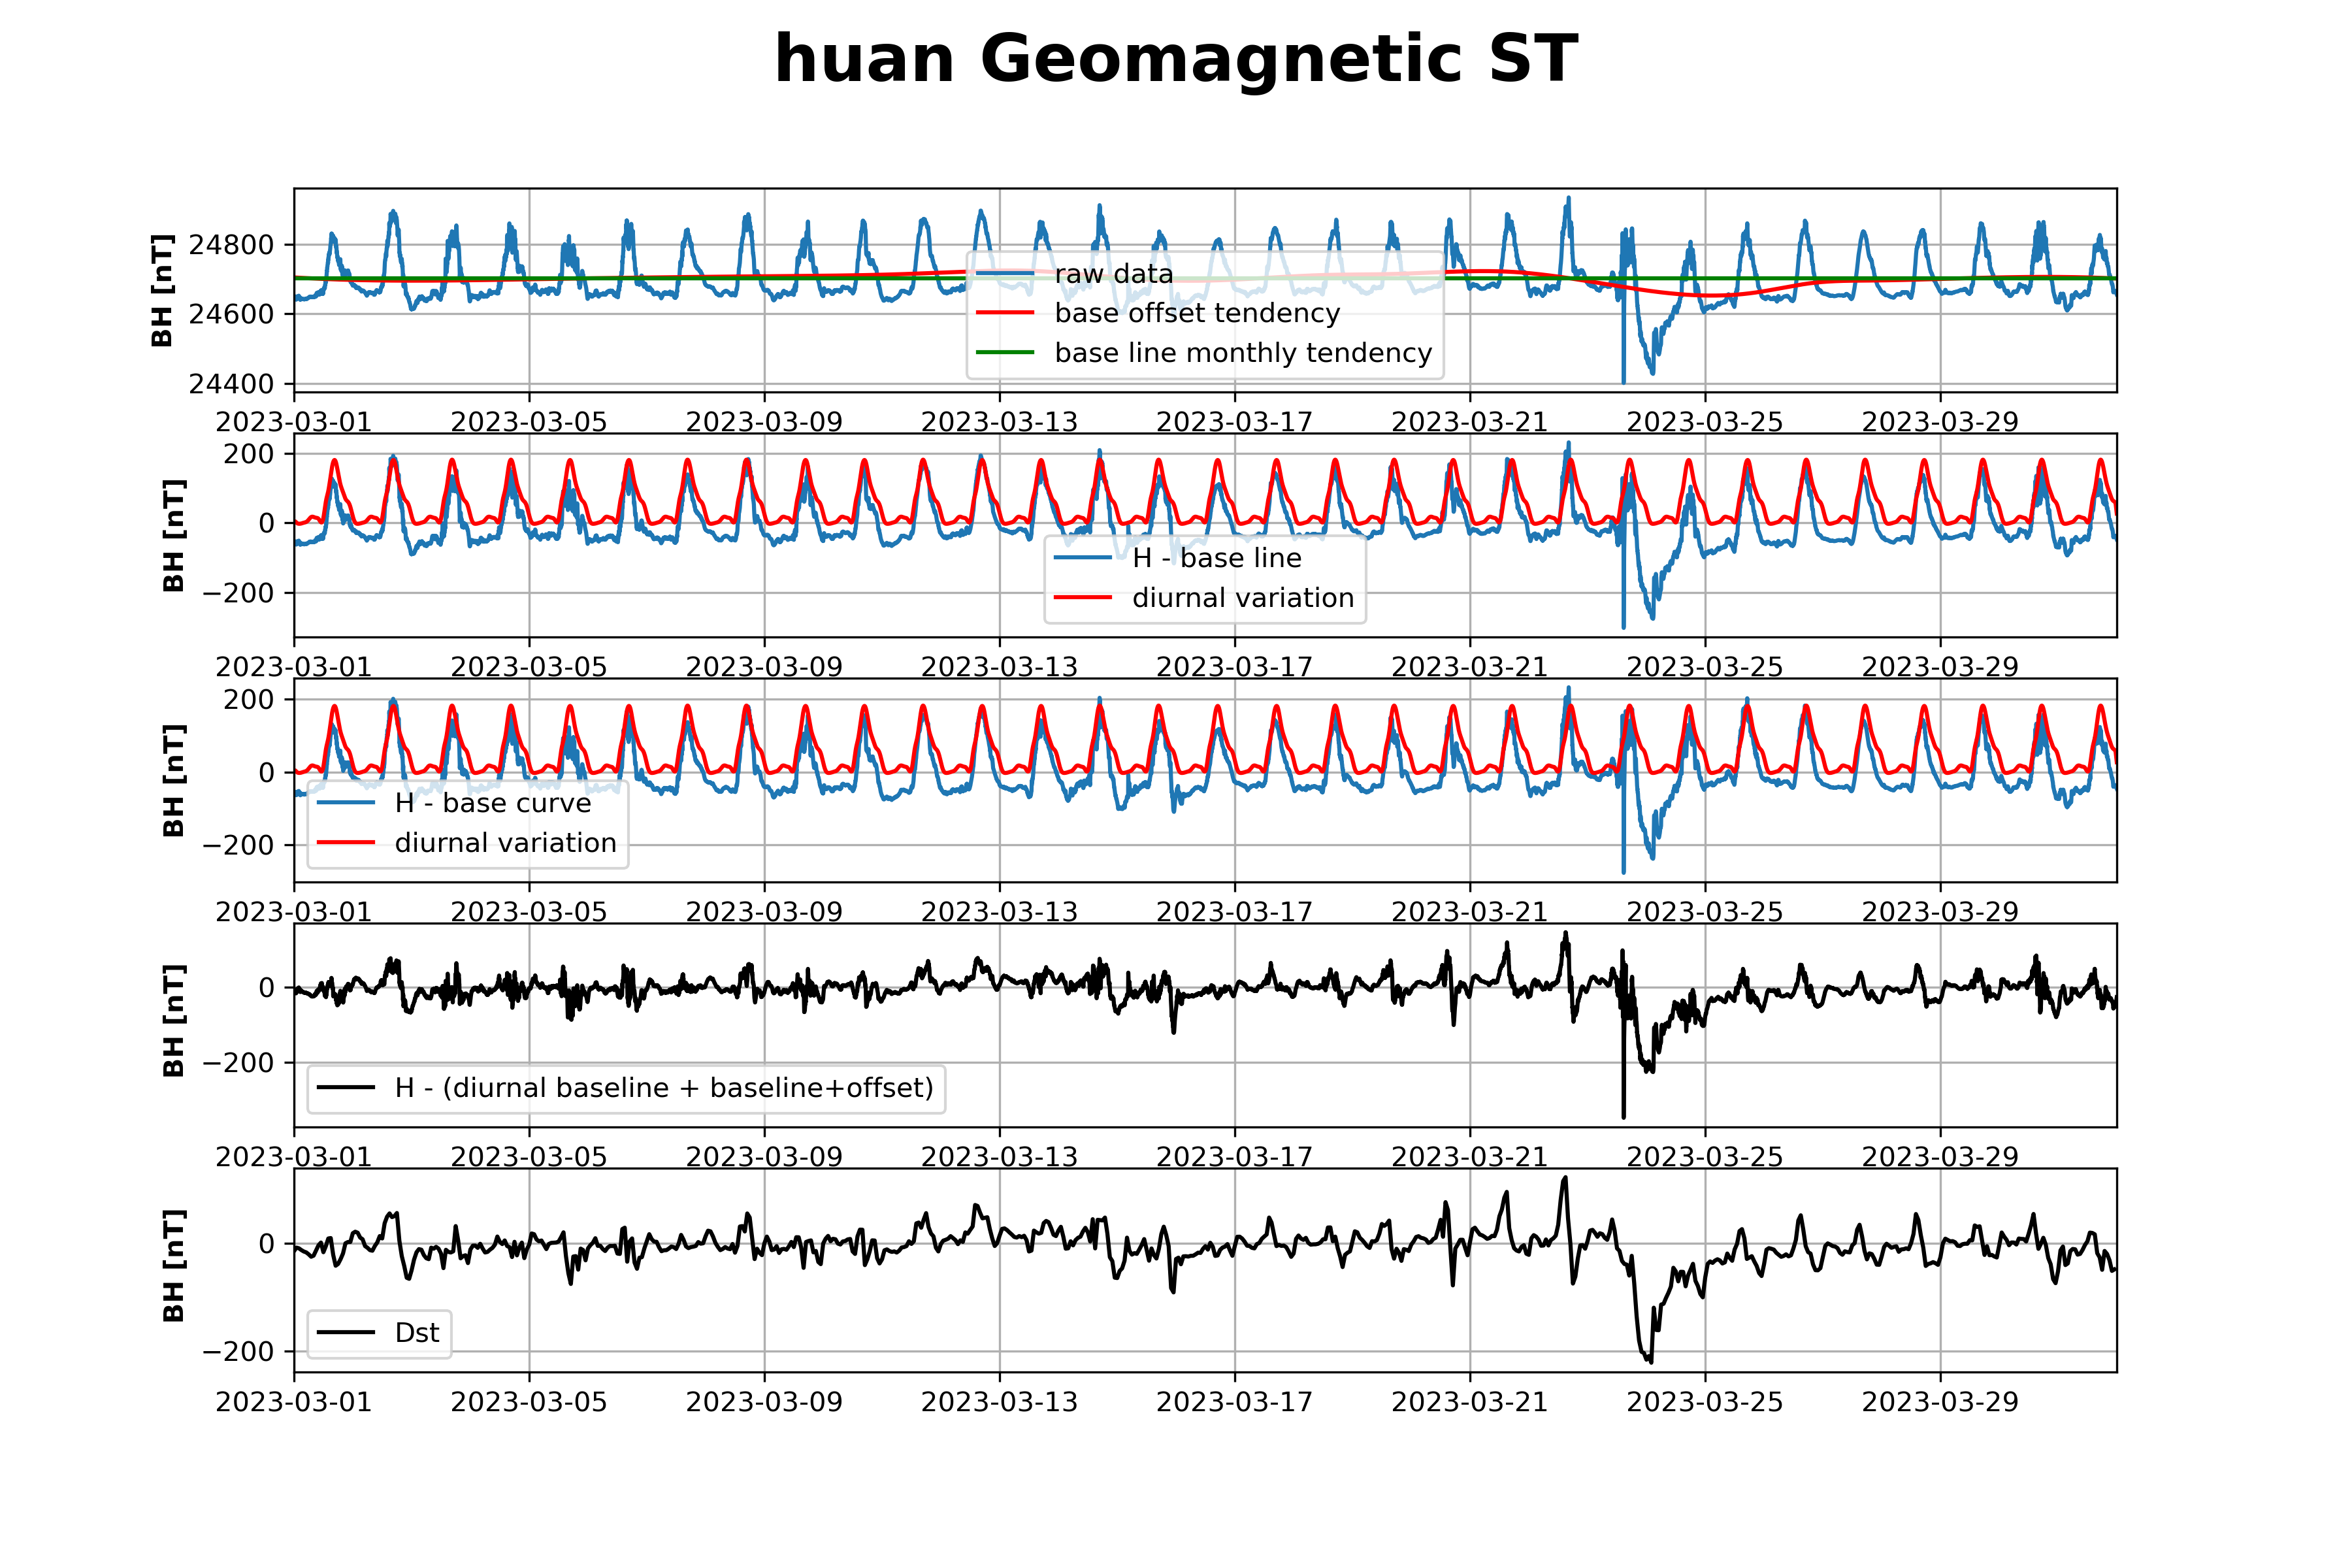 huan Geomagnetic ST
BH [nT]
24800
24600
24400
raw data
base offset tendency
base line monthly tendency
2023-03-01 2023-03-05 2023-03-09 2023-03-13 2023-03-17 2023-03-21 2023-03-25 2023-03-29
BH [nT]
200
0
−200
H - base line
diurnal variation
2023-03-01 2023-03-05 2023-03-09 2023-03-13 2023-03-17 2023-03-21 2023-03-25 2023-03-29
BH [nT]
200
0
−200
H - base curve
diurnal variation
2023-03-01 2023-03-05 2023-03-09 2023-03-13 2023-03-17 2023-03-21 2023-03-25 2023-03-29
BH [nT]
0
−200
H - (diurnal baseline + baseline+offset)
2023-03-01 2023-03-05 2023-03-09 2023-03-13 2023-03-17 2023-03-21 2023-03-25 2023-03-29
BH [nT]
0
−200
Dst
2023-03-01 2023-03-05 2023-03-09 2023-03-13 2023-03-17 2023-03-21 2023-03-25 2023-03-29